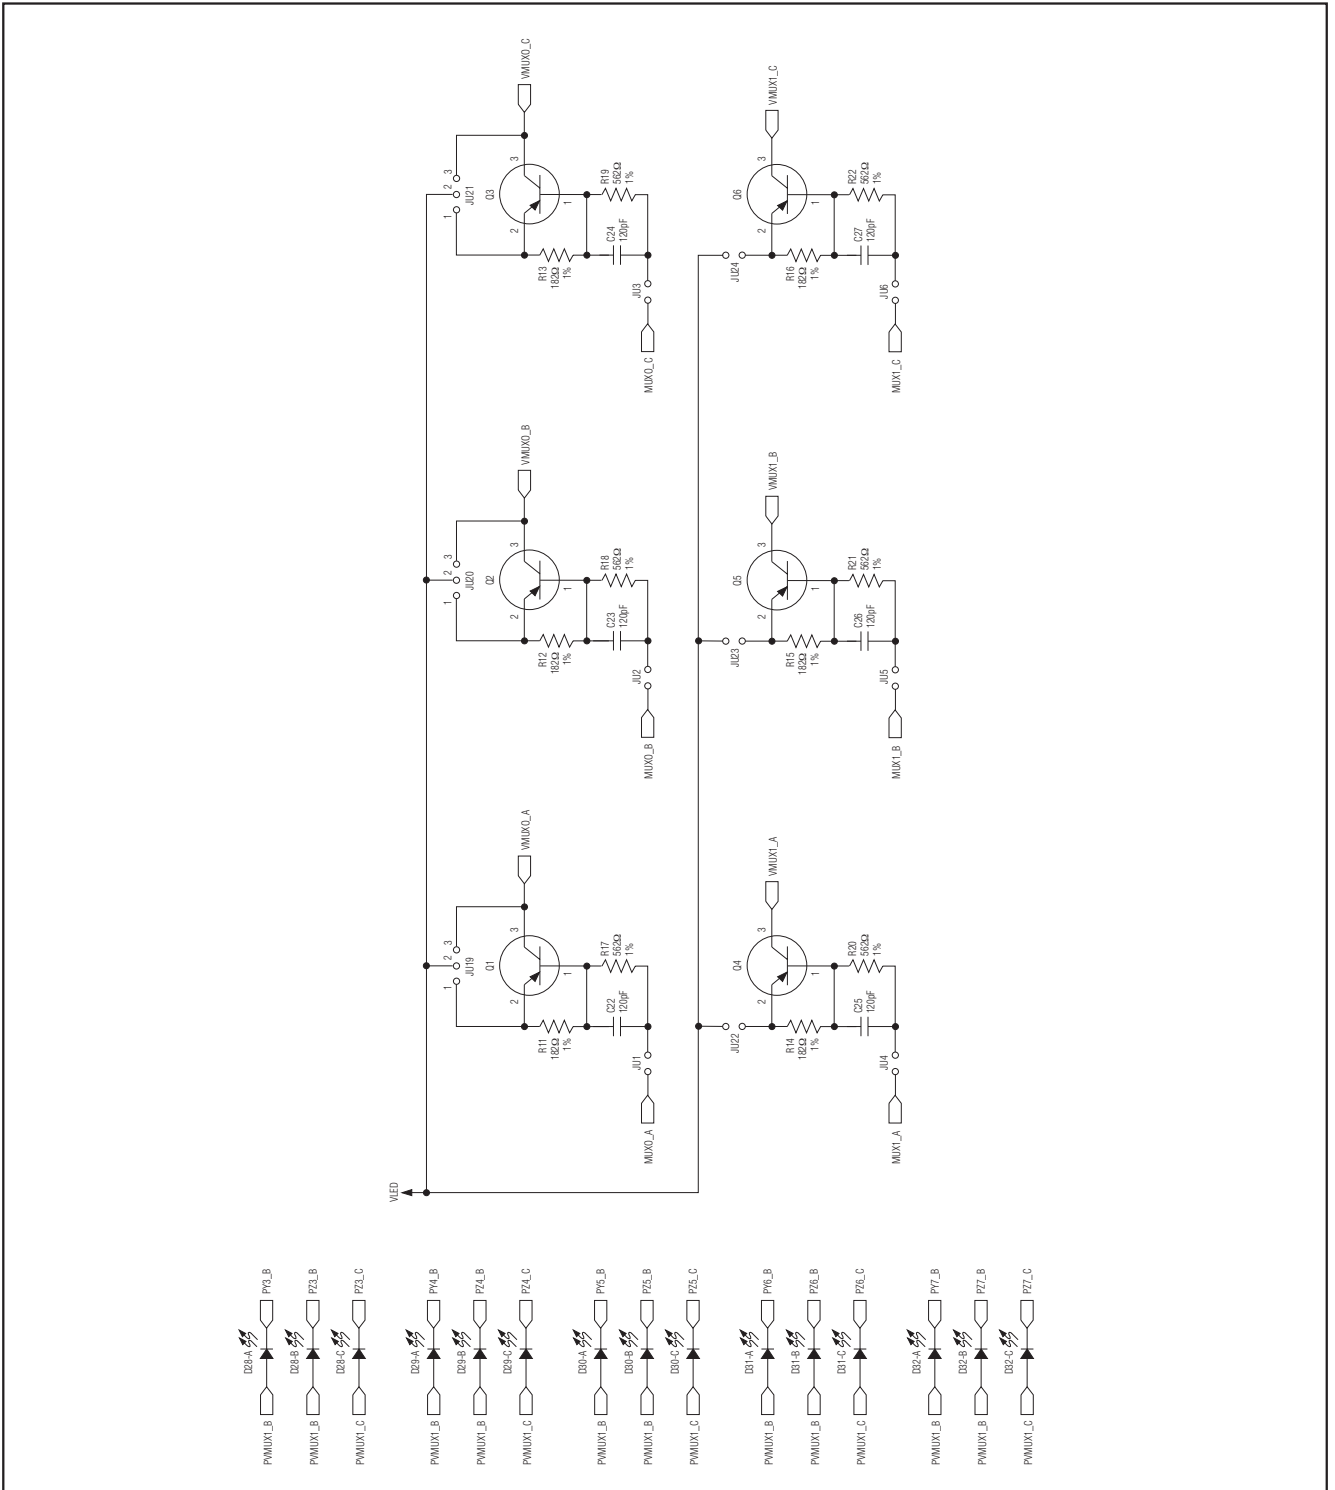 VMUX0_C
3
2
1
JU21
Q3
3
2
1
R13
182Ω
1%
R19
562Ω
1%
C24
120pF
JU3
MUX0_C
VMUX1_C
Q6
3
2
1
JU24
R16
182Ω
1%
R22
562Ω
1%
C27
120pF
JU6
MUX1_C
VMUX0_B
3
2
1
JU20
Q2
3
2
1
R12
182Ω
1%
R18
562Ω
1%
C23
120pF
JU2
MUX0_B
VMUX1_B
Q5
3
2
1
JU23
R15
182Ω
1%
R21
562Ω
1%
C26
120pF
JU5
MUX1_B
VMUX0_A
3
2
1
JU19
Q1
3
2
1
R11
182Ω
1%
R17
562Ω
1%
C22
120pF
JU1
MUX0_A
VMUX1_A
Q4
3
2
1
JU22
R14
182Ω
1%
R20
562Ω
1%
C25
120pF
JU4
MUX1_A
VLED
PVMUX1_B D28-A PY3_B
PVMUX1_B D28-B PZ3_B
PVMUX1_C D28-C PZ3_C
PVMUX1_B D29-A PY4_B
PVMUX1_B D29-B PZ4_B
PVMUX1_C D29-C PZ4_C
PVMUX1_B D30-A PY5_B
PVMUX1_B D30-B PZ5_B
PVMUX1_C D30-C PZ5_C
PVMUX1_B D31-A PY6_B
PVMUX1_B D31-B PZ6_B
PVMUX1_C D31-C PZ6_C
PVMUX1_B D32-A PY7_B
PVMUX1_B D32-B PZ7_B
PVMUX1_C D32-C PZ7_C